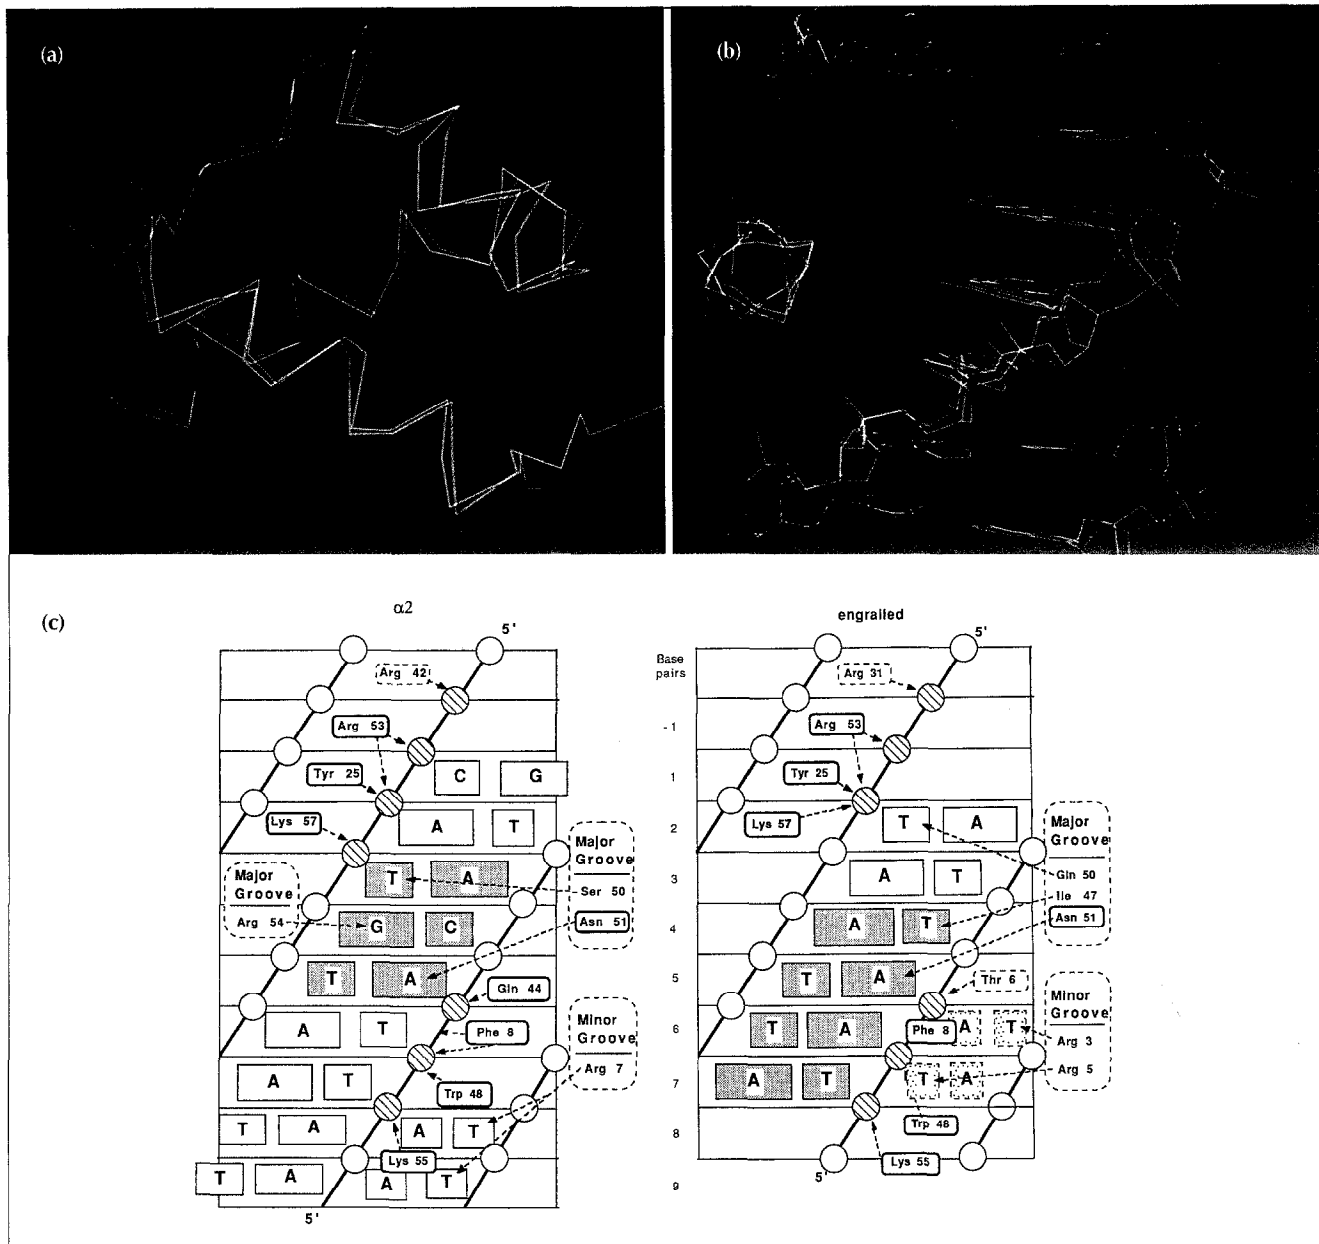 (a)
(b)
(c)
α2
5'
Arg 42
Arg 53
Tyr 25
Lys 57
C G
A T
T A
G C
T A
A T
A T
T A
A T
T A
A T
Major
Groove
Arg 54
Major
Groove
Ser 50
Asn 51
Gln 44
Phe 8
Minor
Groove
Arg 7
Trp 48
Lys 55
5'
Base
pairs
-1
1
2
3
4
5
6
7
8
9
engrailed
5'
Arg 31
Arg 53
Tyr 25
Lys 57
T A
A T
A T
T A
T A
A T
A T
T A
Major
Groove
Gln 50
Ile 47
Asn 51
Thr 6
Phe 8
Minor
Groove
Arg 3
Arg 5
Trp 48
Lys 55
5'